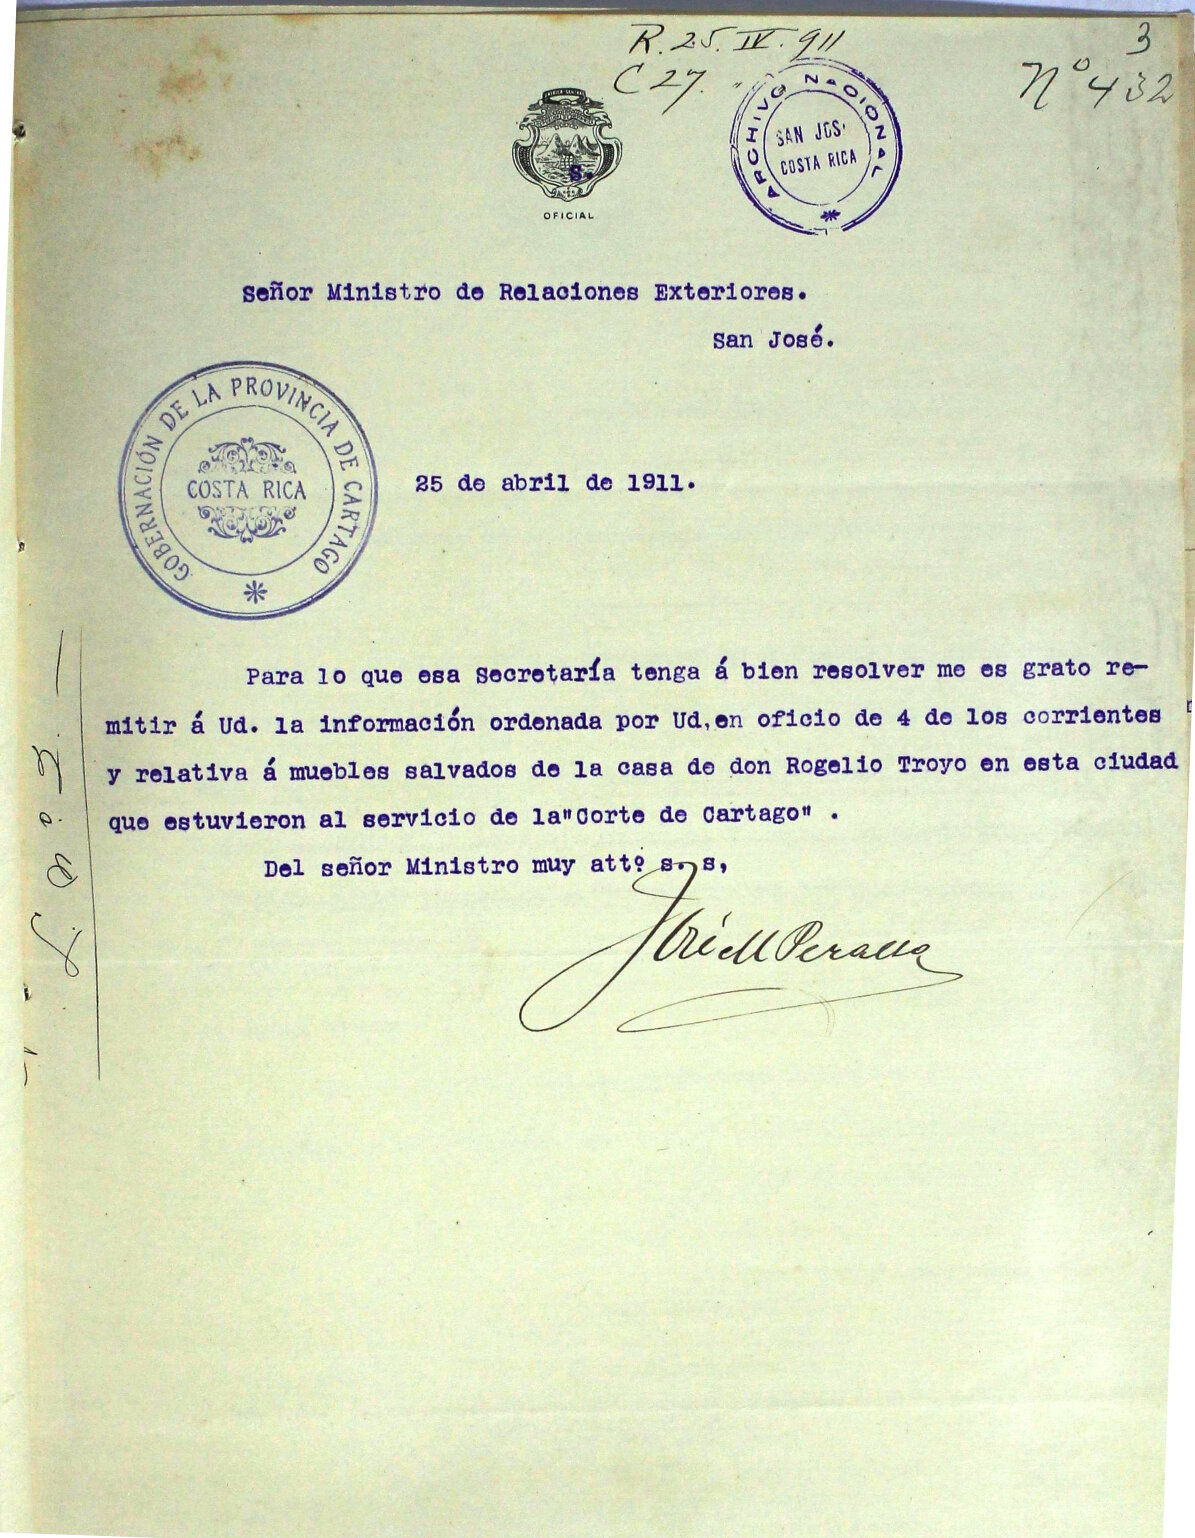 R. 25. IV. 911
3
C 27. "
Nº 432
ARCHIVO NACIONAL
SAN JOS
COSTA RICA
S.
OFICIAL
Señor Ministro de Relaciones Exteriores.
San José.
GOBERNACIÓN DE LA PROVINCIA DE CARTAGO
COSTA RICA
25 de abril de 1911.
Para lo que esa Secretaría tenga á bien resolver me es grato re-
mitir á Ud. la información ordenada por Ud, en oficio de 4 de los corrientes
y relativa á muebles salvados de la casa de don Rogelio Troyo en esta ciudad
que estuvieron al servicio de la"Corte de Cartago" .
Del señor Ministro muy attº s. s,
José M Peralta